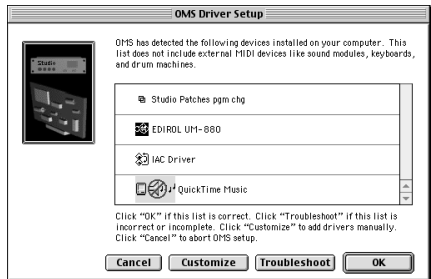 OMS Driver Setup
OMS has detected the following devices installed on your computer. This
list does not include external MIDI devices like sound modules, keyboards,
and drum machines.
Studio
Studio Patches pgm chg
EDIROL UM-880
IAC Driver
QuickTime Music
Click "OK" if this list is correct. Click "Troubleshoot" if this list is
incorrect or incomplete. Click "Customize" to add drivers manually.
Click "Cancel" to abort OMS setup.
Cancel Customize Troubleshoot OK